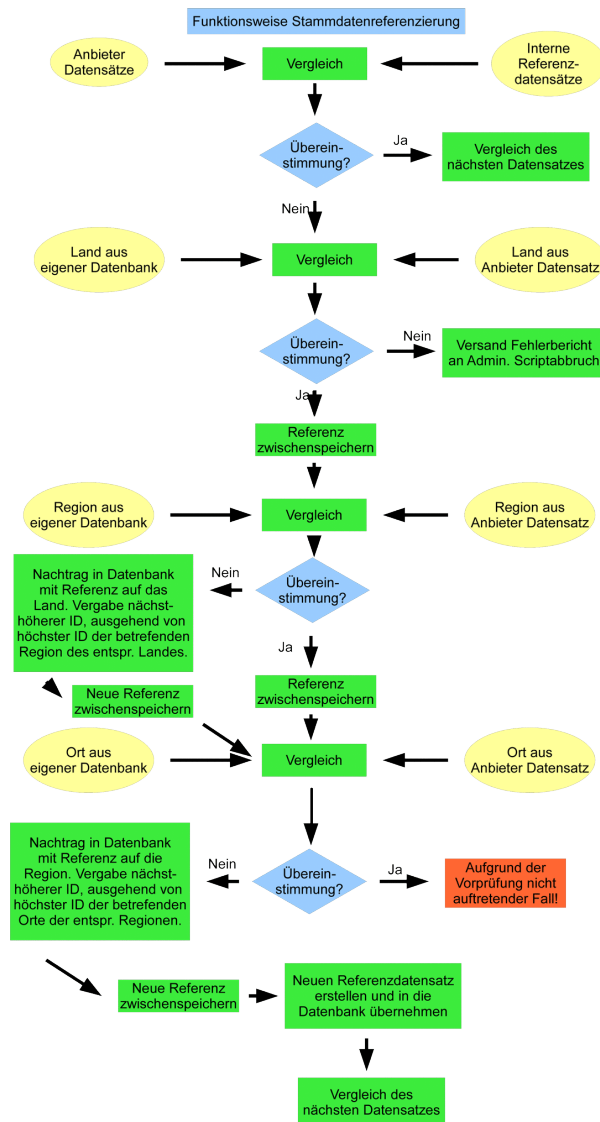 Funktionsweise Stammdatenreferenzierung
Anbieter
Datensätze
Vergleich
Interne
Referenz-
datensätze
Überein-
stimmung?
Ja
Vergleich des
nächsten Datensatzes
Nein
Land aus
eigener Datenbank
Vergleich
Land aus
Anbieter Datensatz
Überein-
stimmung?
Nein
Versand Fehlerbericht
an Admin. Scriptabbruch
Ja
Referenz
zwischenspeichern
Region aus
eigener Datenbank
Vergleich
Region aus
Anbieter Datensatz
Nachtrag in Datenbank
mit Referenz auf das
Land. Vergabe nächst-
höherer ID, ausgehend von
höchster ID der betrefenden
Region des entspr. Landes.
Nein
Überein-
stimmung?
Ja
Neue Referenz
zwischenspeichern
Referenz
zwischenspeichern
Ort aus
eigener Datenbank
Vergleich
Ort aus
Anbieter Datensatz
Nachtrag in Datenbank
mit Referenz auf die
Region. Vergabe nächst-
höherer ID, ausgehend von
höchster ID der betrefenden
Orte der entspr. Regionen.
Nein
Überein-
stimmung?
Ja
Aufgrund der
Vorprüfung nicht
auftretender Fall!
Neue Referenz
zwischenspeichern
Neuen Referenzdatensatz
erstellen und in die
Datenbank übernehmen
Vergleich des
nächsten Datensatzes